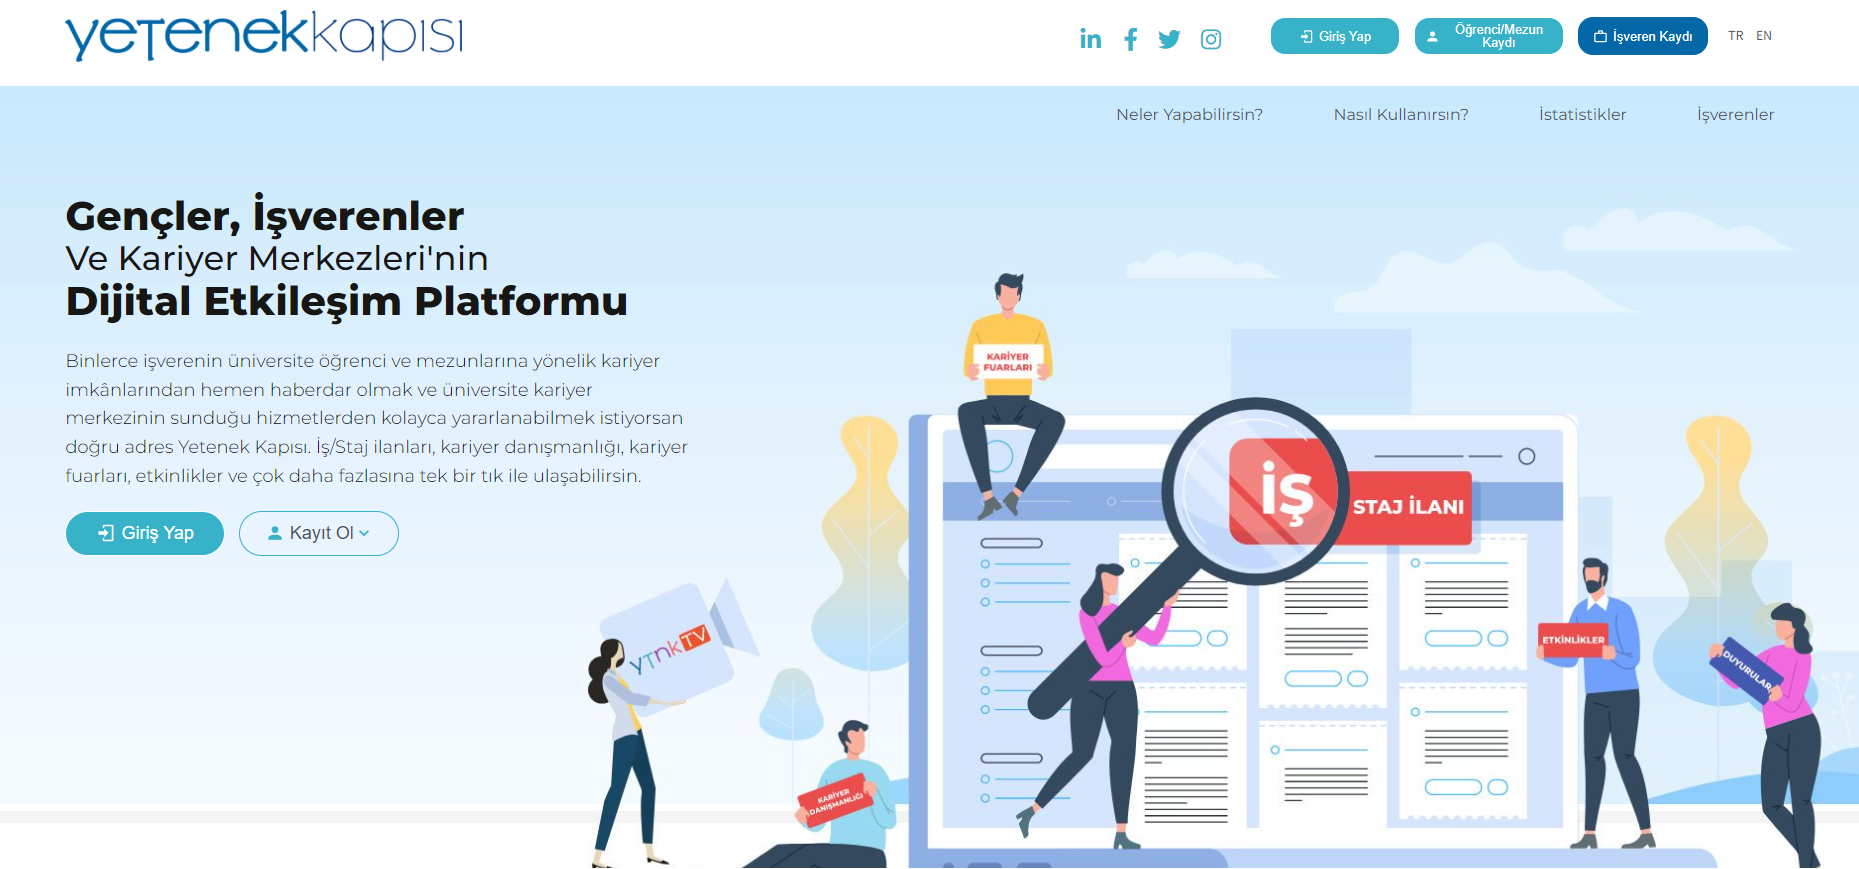 yetenekkapısı
Giriş Yap
Öğrenci/Mezun
Kaydı
İşveren Kaydı
TR EN
Neler Yapabilirsin? Nasıl Kullanırsın? İstatistikler İşverenler
Gençler, İşverenler
Ve Kariyer Merkezleri'nin
Dijital Etkileşim Platformu
Binlerce işverenin üniversite öğrenci ve mezunlarına yönelik kariyer
imkânlarından hemen haberdar olmak ve üniversite kariyer
merkezinin sunduğu hizmetlerden kolayca yararlanabilmek istiyorsan
doğru adres Yetenek Kapısı. İş/Staj ilanları, kariyer danışmanlığı, kariyer
fuarları, etkinlikler ve çok daha fazlasına tek bir tık ile ulaşabilirsin.
Giriş Yap
Kayıt Ol
KARİYER
FUARLARI
İŞ
STAJ İLANI
YTnKTV
ETKİNLİKLER
DUYURULAR
KARİYER
DANIŞMANLIĞI